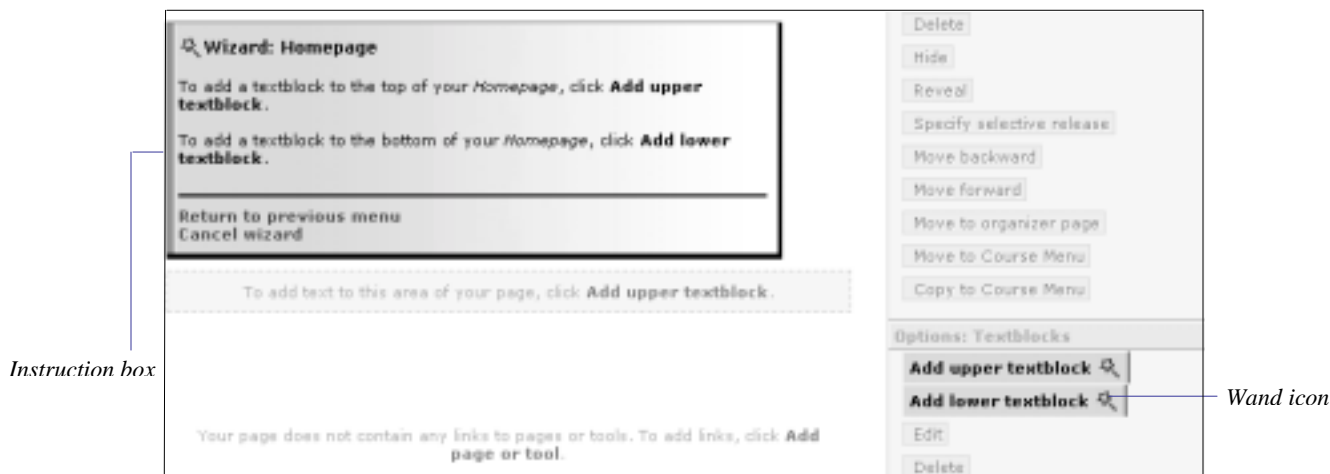 Wizard: Homepage
To add a textblock to the top of your Homepage, click Add upper
textblock.
To add a textblock to the bottom of your Homepage, click Add lower
textblock.
Return to previous menu
Cancel wizard
To add text to this area of your page, click Add upper textblock.
Your page does not contain any links to pages or tools. To add links, click Add
page or tool.
Instruction box
Delete
Hide
Reveal
Specify selective release
Move backward
Move forward
Move to organizer page
Move to Course Menu
Copy to Course Menu
Options: Textblocks
Add upper textblock
Add lower textblock
Edit
Delete
Wand icon